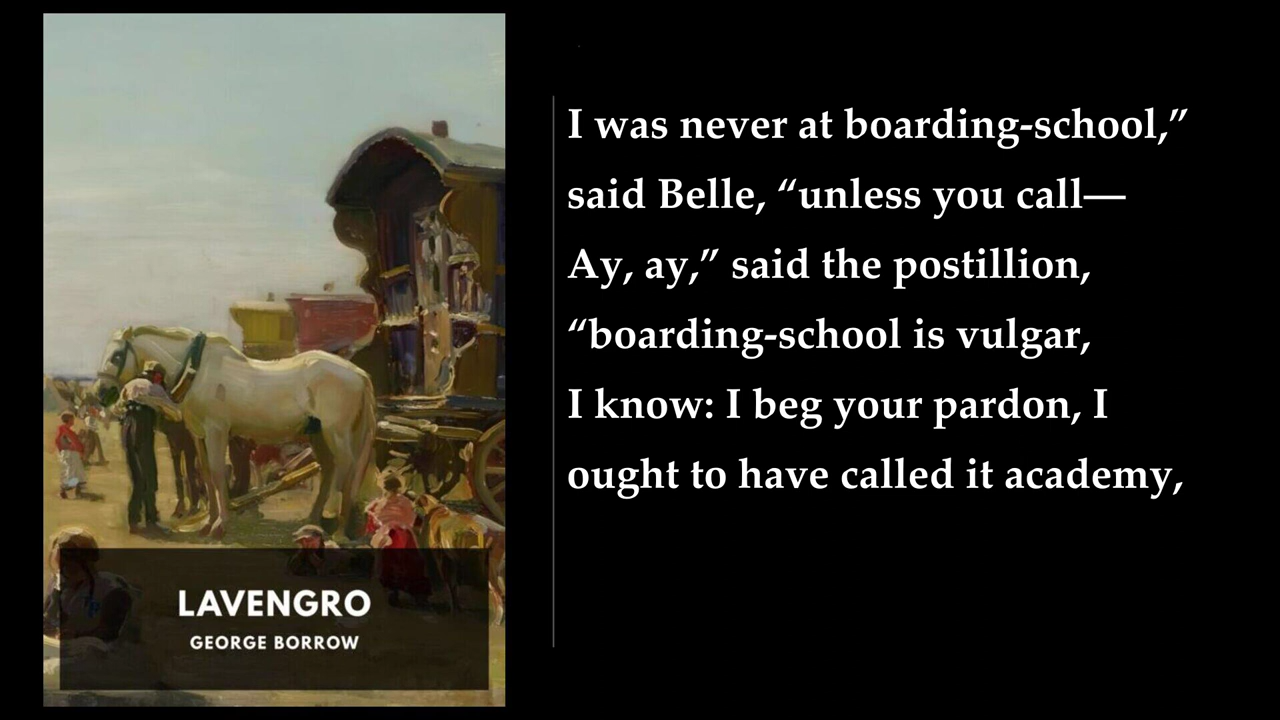 LAVENGRO
GEORGE BORROW
I was never at boarding-school,”
said Belle, “unless you call—
Ay, ay,” said the postillion,
“boarding-school is vulgar,
I know: I beg your pardon, I
ought to have called it academy,